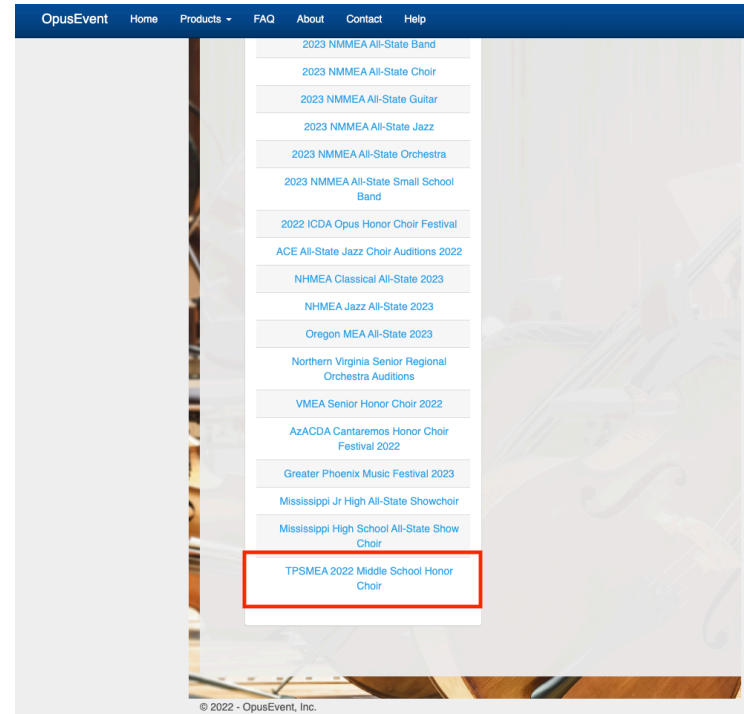 OpusEvent Home Products FAQ About Contact Help
2023 NMMEA All-State Band
2023 NMMEA All-State Choir
2023 NMMEA All-State Guitar
2023 NMMEA All-State Jazz
2023 NMMEA All-State Orchestra
2023 NMMEA All-State Small School
Band
2022 ICDA Opus Honor Choir Festival
ACE All-State Jazz Choir Auditions 2022
NHMEA Classical All-State 2023
NHMEA Jazz All-State 2023
Oregon MEA All-State 2023
Northern Virginia Senior Regional
Orchestra Auditions
VMEA Senior Honor Choir 2022
AzACDA Cantaremos Honor Choir
Festival 2022
Greater Phoenix Music Festival 2023
Mississippi Jr High All-State Showchoir
Mississippi High School All-State Show
Choir
TPSMEA 2022 Middle School Honor
Choir
© 2022 - OpusEvent, Inc.